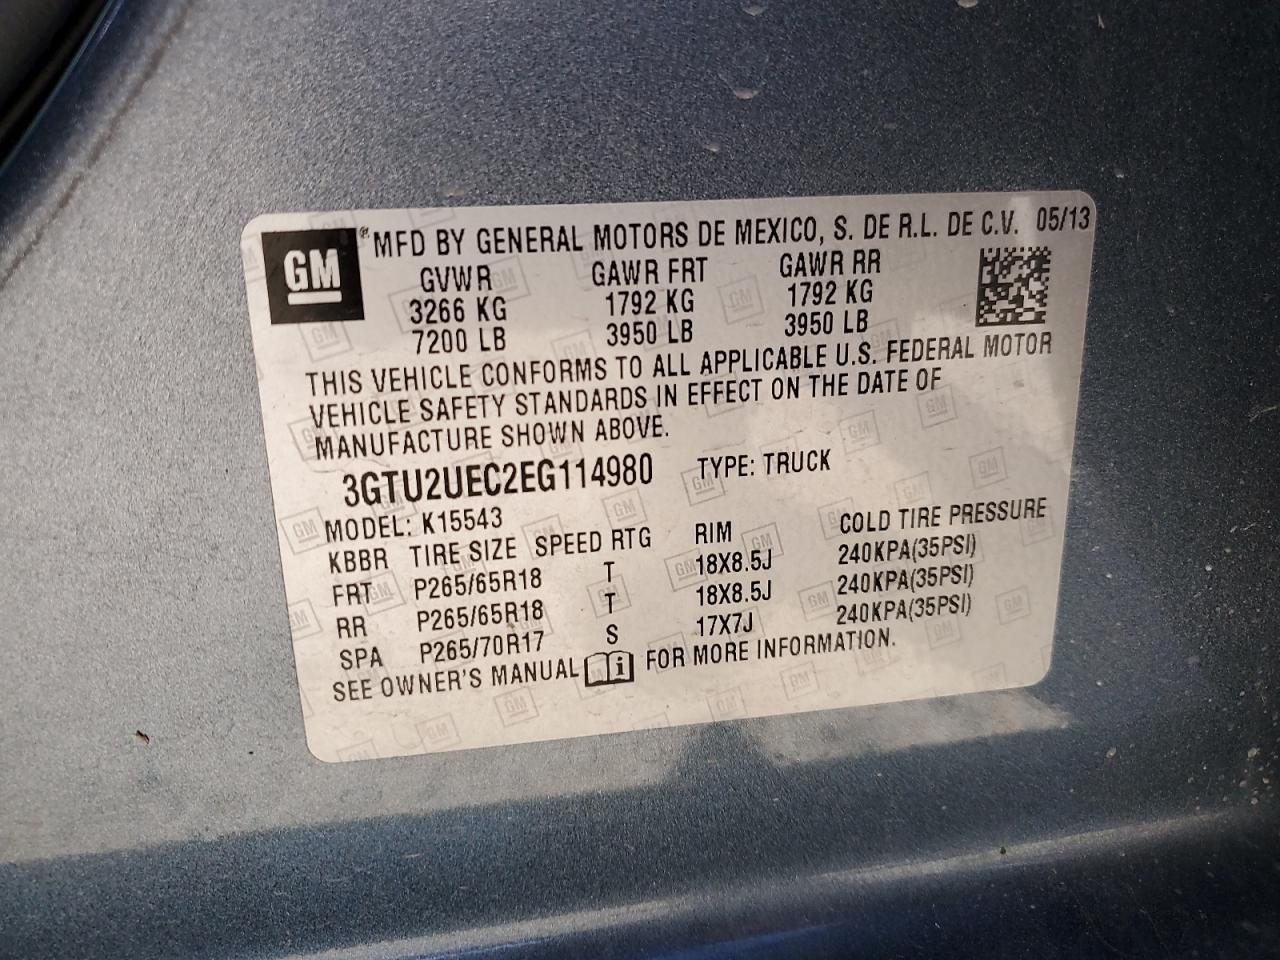 GM ® MFD BY GENERAL MOTORS DE MEXICO, S. DE R.L. DE C.V. 05/13
GVWR GAWR FRT GAWR RR
3266 KG 1792 KG 1792 KG
7200 LB 3950 LB 3950 LB
THIS VEHICLE CONFORMS TO ALL APPLICABLE U.S. FEDERAL MOTOR
VEHICLE SAFETY STANDARDS IN EFFECT ON THE DATE OF
MANUFACTURE SHOWN ABOVE.
3GTU2UEC2EG114980 TYPE: TRUCK
MODEL: K15543
KBBR TIRE SIZE SPEED RTG RIM COLD TIRE PRESSURE
FRT P265/65R18 T 18X8.5J 240KPA(35PSI)
RR P265/65R18 T 18X8.5J 240KPA(35PSI)
SPA P265/70R17 S 17X7J 240KPA(35PSI)
SEE OWNER'S MANUAL i FOR MORE INFORMATION.